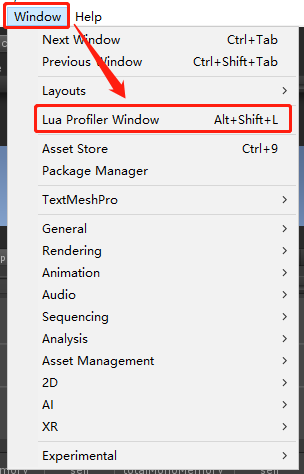 Window Help
Next Window Ctrl+Tab
Previous Window Ctrl+Shift+Tab
Layouts
Lua Profiler Window Alt+Shift+L
Asset Store Ctrl+9
Package Manager
TextMeshPro
General
Rendering
Animation
Audio
Sequencing
Analysis
Asset Management
2D
AI
XR
Experimental